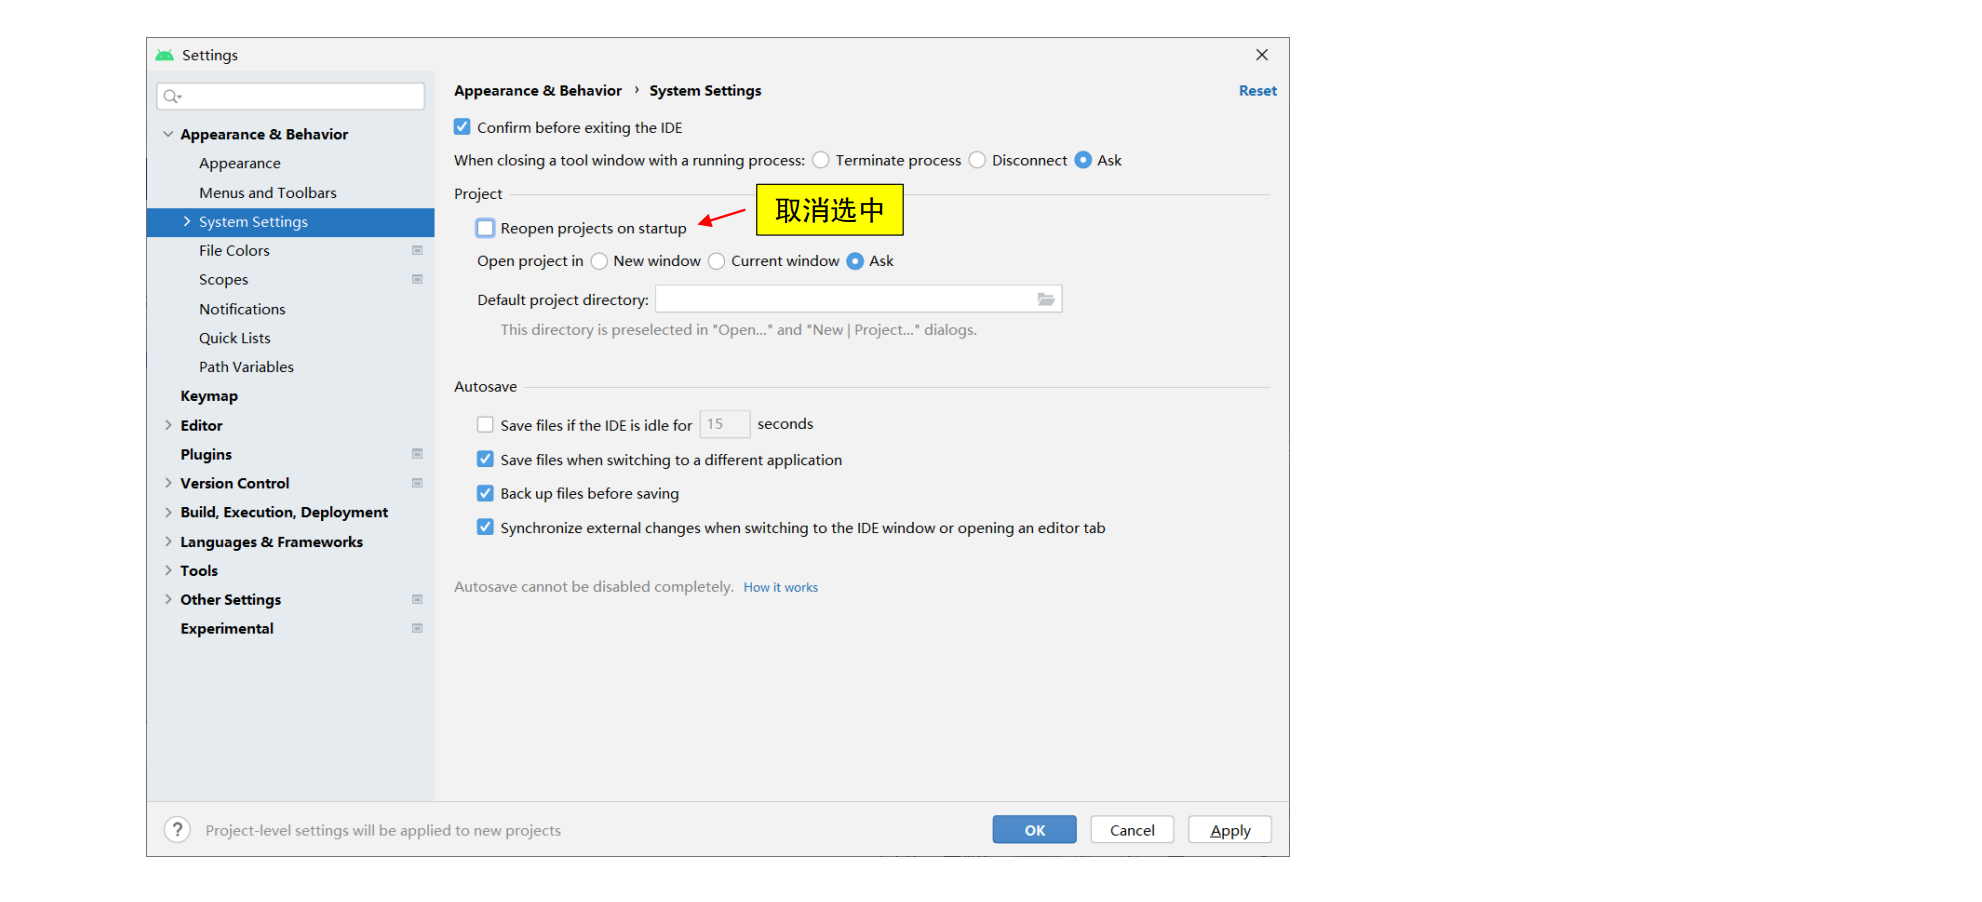 Settings
Appearance & Behavior › System Settings
Reset
Appearance & Behavior
Appearance
Menus and Toolbars
System Settings
File Colors
Scopes
Notifications
Quick Lists
Path Variables
Keymap
Editor
Plugins
Version Control
Build, Execution, Deployment
Languages & Frameworks
Tools
Other Settings
Experimental
Confirm before exiting the IDE
When closing a tool window with a running process: Terminate process Disconnect Ask
Project
取消选中
Reopen projects on startup
Open project in New window Current window Ask
Default project directory:
This directory is preselected in "Open..." and "New | Project..." dialogs.
Autosave
Save files if the IDE is idle for 15 seconds
Save files when switching to a different application
Back up files before saving
Synchronize external changes when switching to the IDE window or opening an editor tab
Autosave cannot be disabled completely. How it works
? Project-level settings will be applied to new projects
OK Cancel Apply